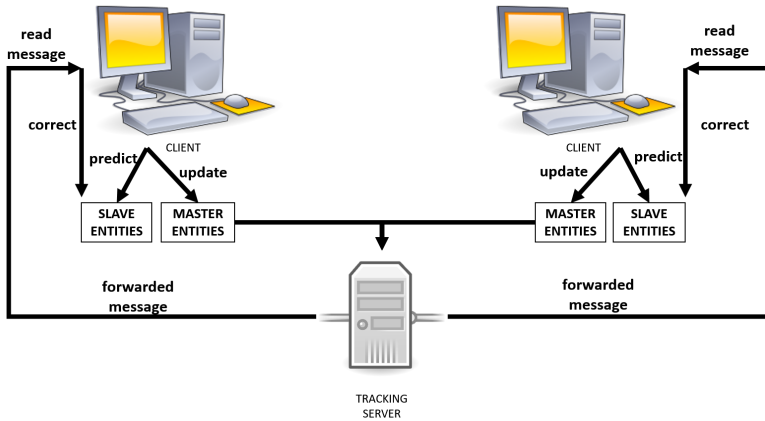 read
message
correct
CLIENT
predict
update
SLAVE
ENTITIES
MASTER
ENTITIES
forwarded
message
read
message
correct
CLIENT
predict
update
MASTER
ENTITIES
SLAVE
ENTITIES
forwarded
message
TRACKING
SERVER